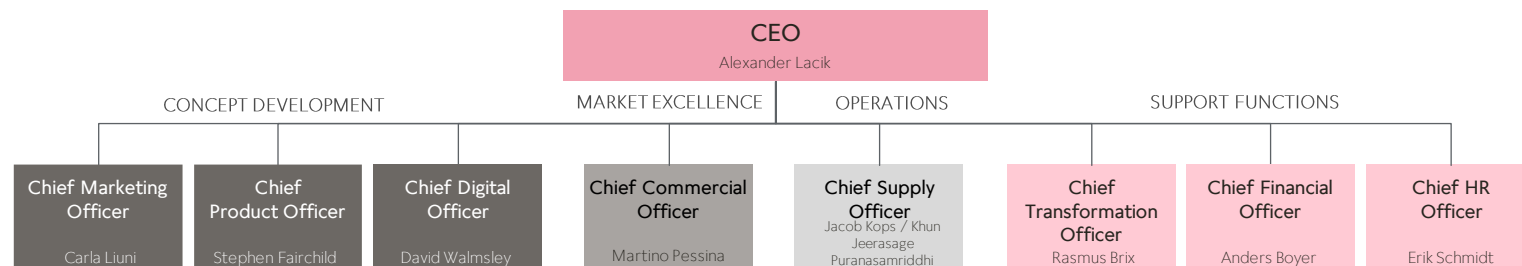 CEO
Alexander Lacik
CONCEPT DEVELOPMENT
MARKET EXCELLENCE
OPERATIONS
SUPPORT FUNCTIONS
Chief Marketing
Officer
Carla Liuni
Chief
Product Officer
Stephen Fairchild
Chief Digital
Officer
David Walmsley
Chief Commercial
Officer
Martino Pessina
Chief Supply
Officer
Jacob Kops / Khun
Jeerasage
Puranasamriddhi
Chief
Transformation
Officer
Rasmus Brix
Chief Financial
Officer
Anders Boyer
Chief HR
Officer
Erik Schmidt